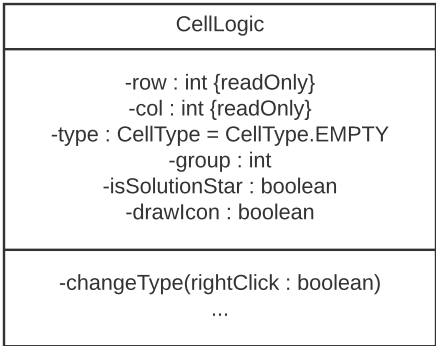 CellLogic
-row : int {readOnly}
-col : int {readOnly}
-type : CellType = CellType.EMPTY
-group : int
-isSolutionStar : boolean
-drawIcon : boolean
-changeType(rightClick : boolean)
...